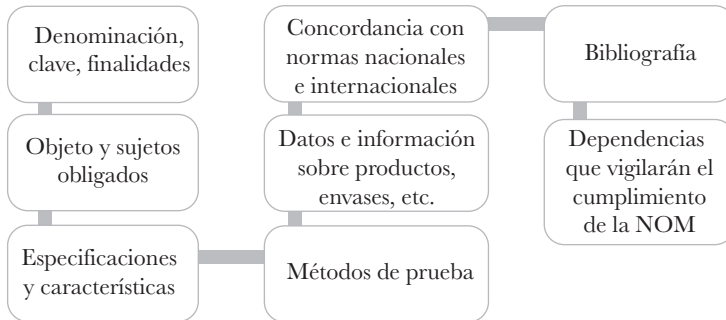 Denominación,
clave, finalidades
Objeto y sujetos
obligados
Especificaciones
y características
Métodos de prueba
Datos e información
sobre productos,
envases, etc.
Concordancia con
normas nacionales
e internacionales
Bibliografía
Dependencias
que vigilarán el
cumplimiento
de la NOM